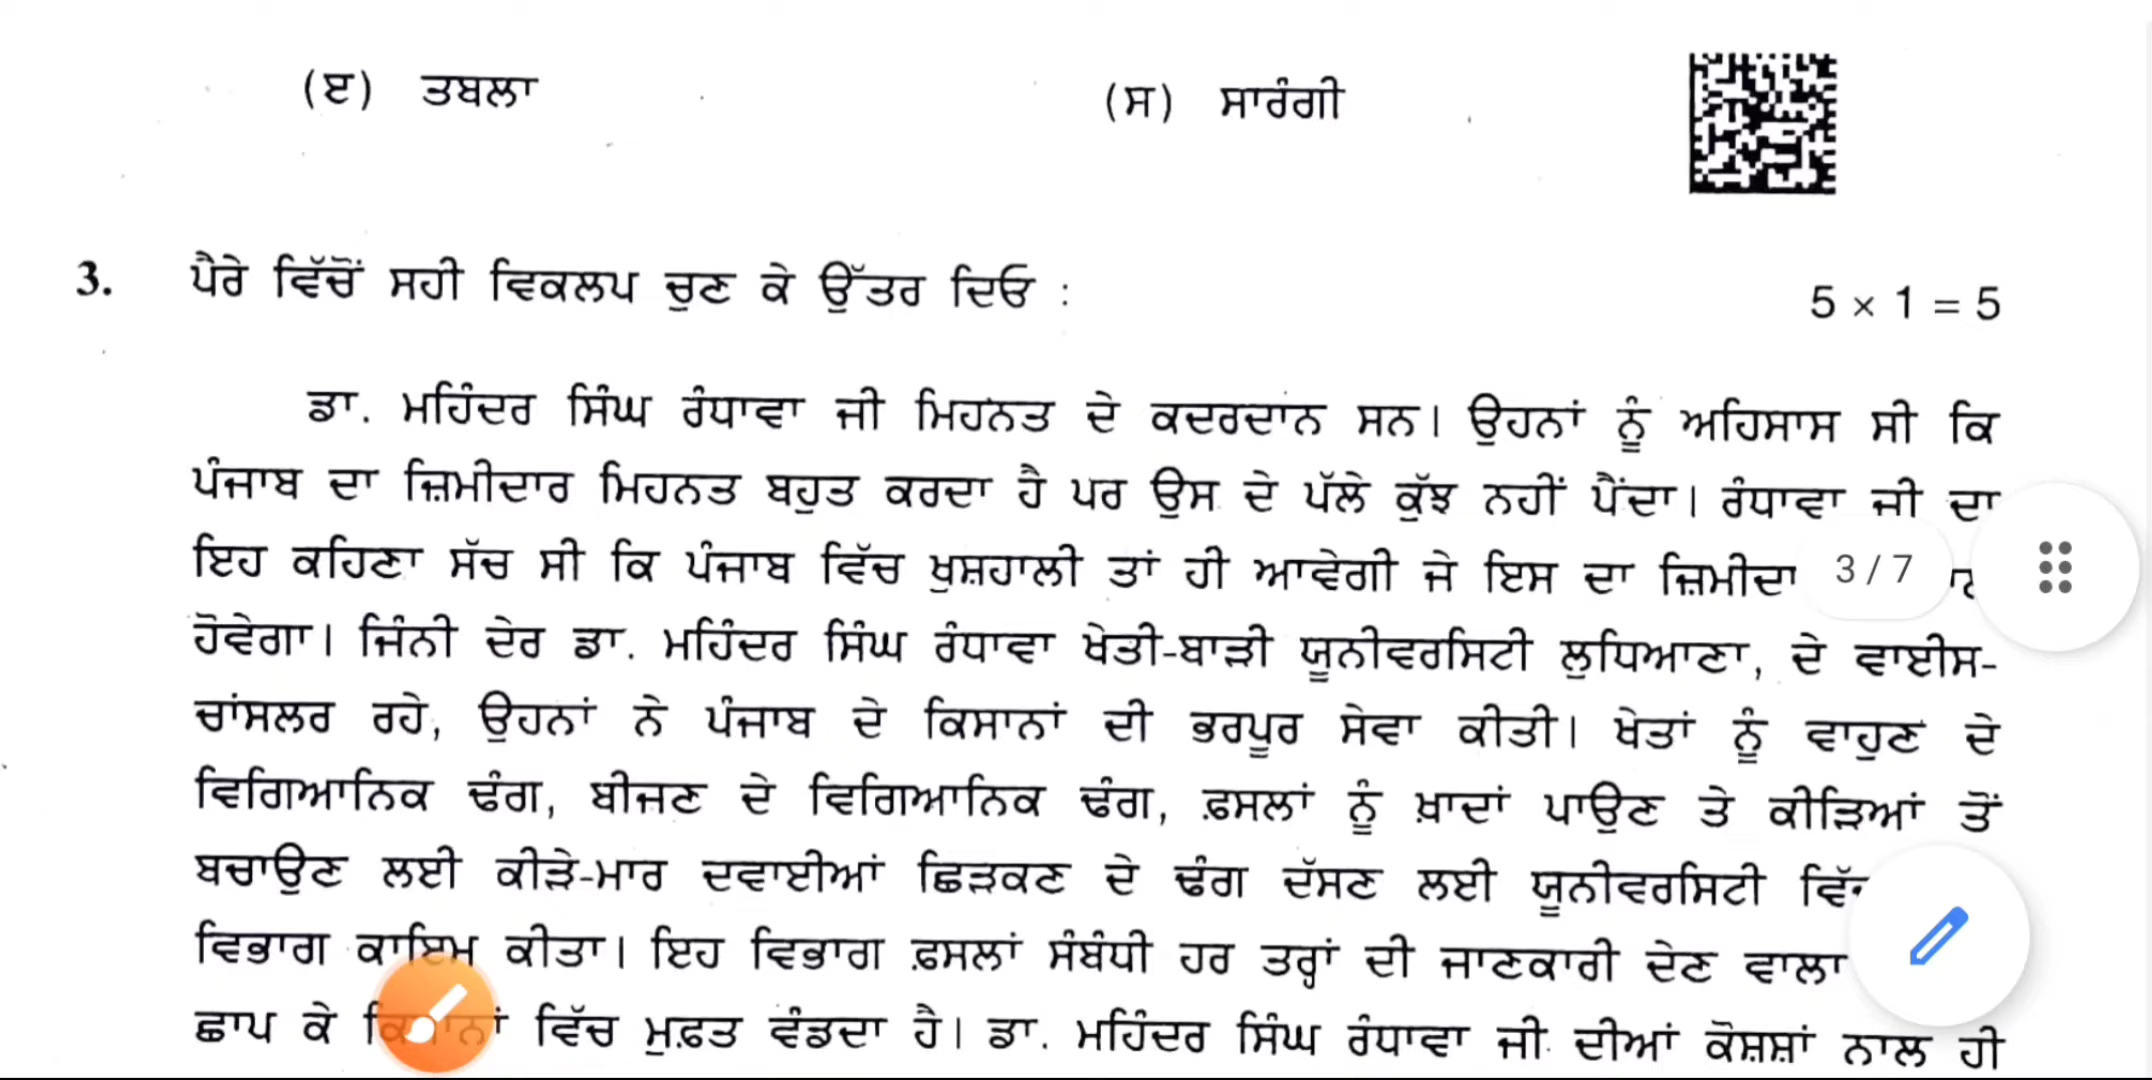 (ੲ) ਤਬਲਾ (ਸ) ਸਾਰੰਗੀ
3. ਪੈਰੇ ਵਿੱਚੋਂ ਸਹੀ ਵਿਕਲਪ ਚੁਣ ਕੇ ਉੱਤਰ ਦਿਓ : 5 × 1 = 5
ਡਾ. ਮਹਿੰਦਰ ਸਿੰਘ ਰੰਧਾਵਾ ਜੀ ਮਿਹਨਤ ਦੇ ਕਦਰਦਾਨ ਸਨ। ਉਹਨਾਂ ਨੂੰ ਅਹਿਸਾਸ ਸੀ ਕਿ
ਪੰਜਾਬ ਦਾ ਜ਼ਿਮੀਦਾਰ ਮਿਹਨਤ ਬਹੁਤ ਕਰਦਾ ਹੈ ਪਰ ਉਸ ਦੇ ਪੱਲੇ ਕੁੱਝ ਨਹੀਂ ਪੈਂਦਾ। ਰੰਧਾਵਾ ਜੀ ਦਾ
ਇਹ ਕਹਿਣਾ ਸੱਚ ਸੀ ਕਿ ਪੰਜਾਬ ਵਿੱਚ ਖੁਸ਼ਹਾਲੀ ਤਾਂ ਹੀ ਆਵੇਗੀ ਜੇ ਇਸ ਦਾ 3 / 7
ਹੋਵੇਗਾ। ਜਿੰਨੀ ਦੇਰ ਡਾ. ਮਹਿੰਦਰ ਸਿੰਘ ਰੰਧਾਵਾ ਖੇਤੀ-ਬਾੜੀ ਯੂਨੀਵਰਸਿਟੀ ਲੁਧਿਆਣਾ, ਦੇ ਵਾਈਸ-
ਚਾਂਸਲਰ ਰਹੇ, ਉਹਨਾਂ ਨੇ ਪੰਜਾਬ ਦੇ ਕਿਸਾਨਾਂ ਦੀ ਭਰਪੂਰ ਸੇਵਾ ਕੀਤੀ। ਖੇਤਾਂ ਨੂੰ ਵਾਹੁਣ ਦੇ
ਵਿਗਿਆਨਿਕ ਢੰਗ, ਬੀਜਣ ਦੇ ਵਿਗਿਆਨਿਕ ਢੰਗ, ਫ਼ਸਲਾਂ ਨੂੰ ਖ਼ਾਦਾਂ ਪਾਉਣ ਤੇ ਕੀੜਿਆਂ ਤੋਂ
ਬਚਾਉਣ ਲਈ ਕੀੜੇ-ਮਾਰ ਦਵਾਈਆਂ ਛਿੜਕਣ ਦੇ ਢੰਗ ਦੱਸਣ ਲਈ ਯੂਨੀਵਰਸਿਟੀ
ਵਿਭਾਗ ਕਾਇਮ ਕੀਤਾ। ਇਹ ਵਿਭਾਗ ਫ਼ਸਲਾਂ ਸੰਬੰਧੀ ਹਰ ਤਰ੍ਹਾਂ ਦੀ ਜਾਣਕਾਰੀ ਦੇਣ ਵਾਲਾ
ਛਾਪ ਕੇ ਵਿੱਚ ਮੁਫ਼ਤ ਵੰਡਦਾ ਹੈ। ਡਾ. ਮਹਿੰਦਰ ਸਿੰਘ ਰੰਧਾਵਾ ਜੀ ਦੀਆਂ ਕੋਸ਼ਸ਼ਾਂ ਨਾਲ ਹੀ